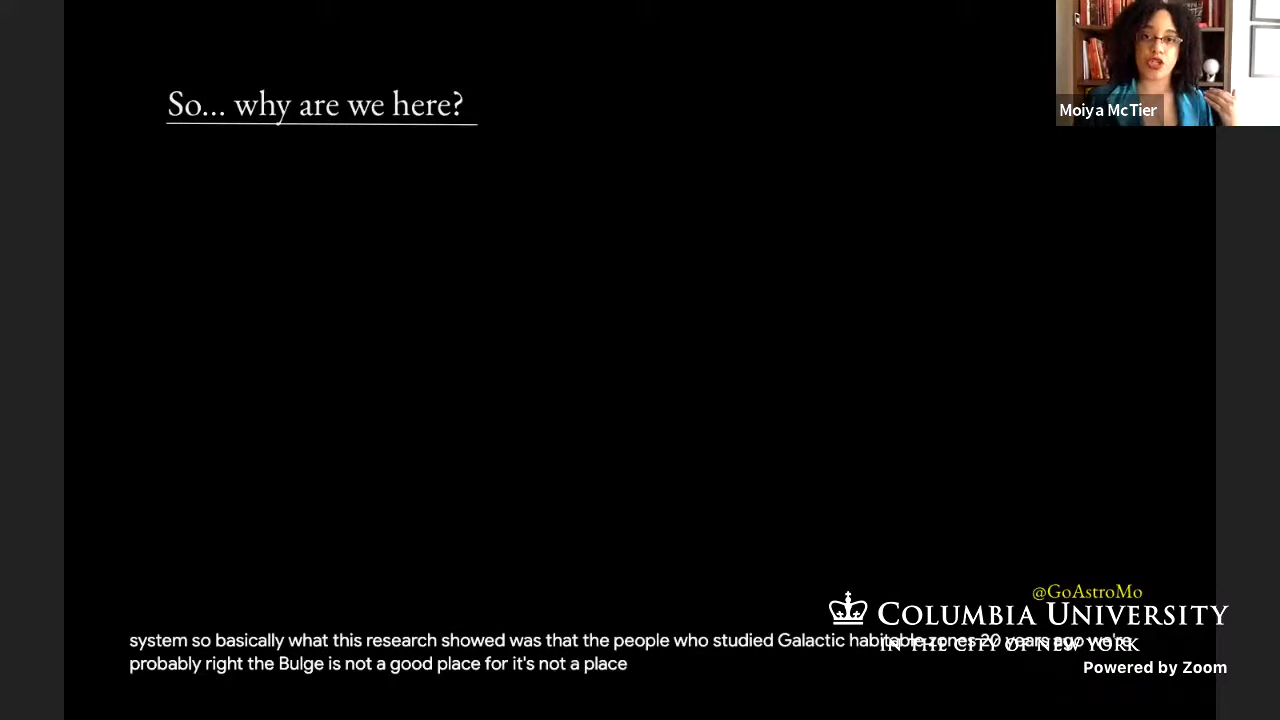 So... why are we here?
Moiya McTier
@GoAstroMo
COLUMBIA UNIVERSITY
IN THE CITY OF NEW YORK
system so basically what this research showed was that the people who studied Galactic habitable zones 20 years ago we're
probably right the Bulge is not a good place for it's not a place
Powered by Zoom